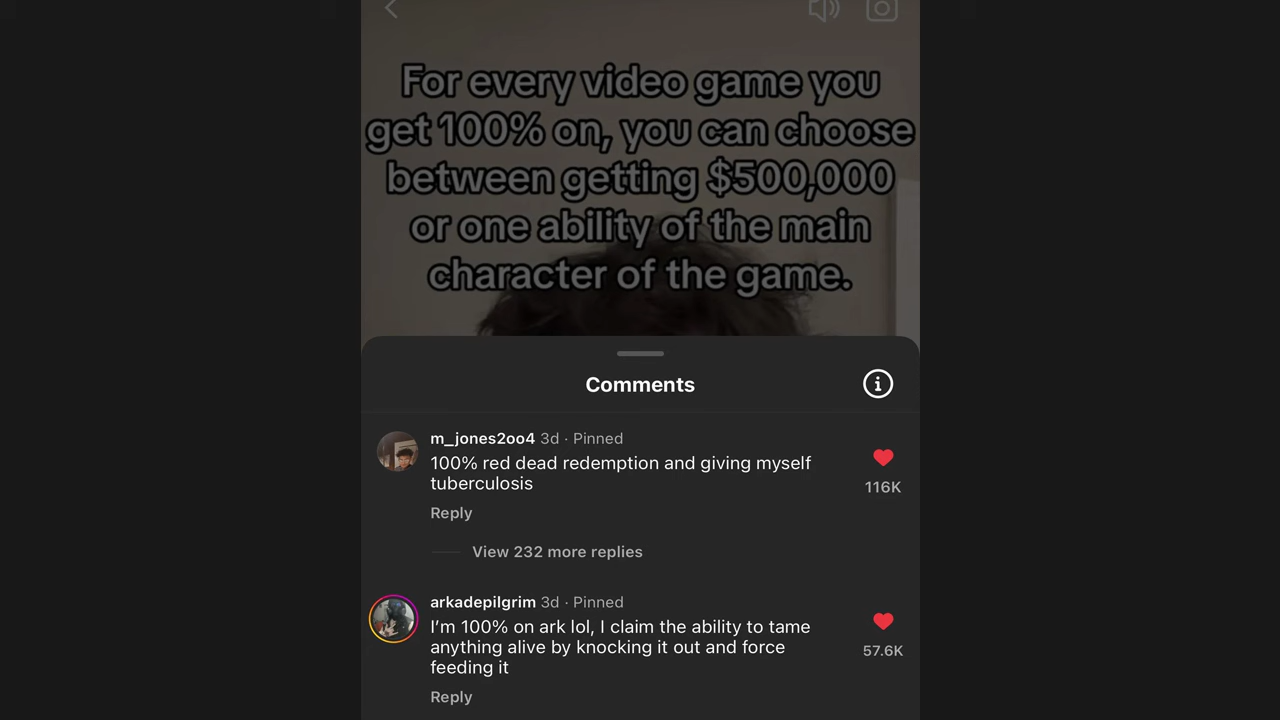 For every video game you
get 100% on, you can choose
between getting $500,000
or one ability of the main
character of the game.
Comments
m_jones2oo4 3d · Pinned
100% red dead redemption and giving myself
tuberculosis
116K
Reply
View 232 more replies
arkadepilgrim 3d · Pinned
I’m 100% on ark lol, I claim the ability to tame
anything alive by knocking it out and force
feeding it
57.6K
Reply